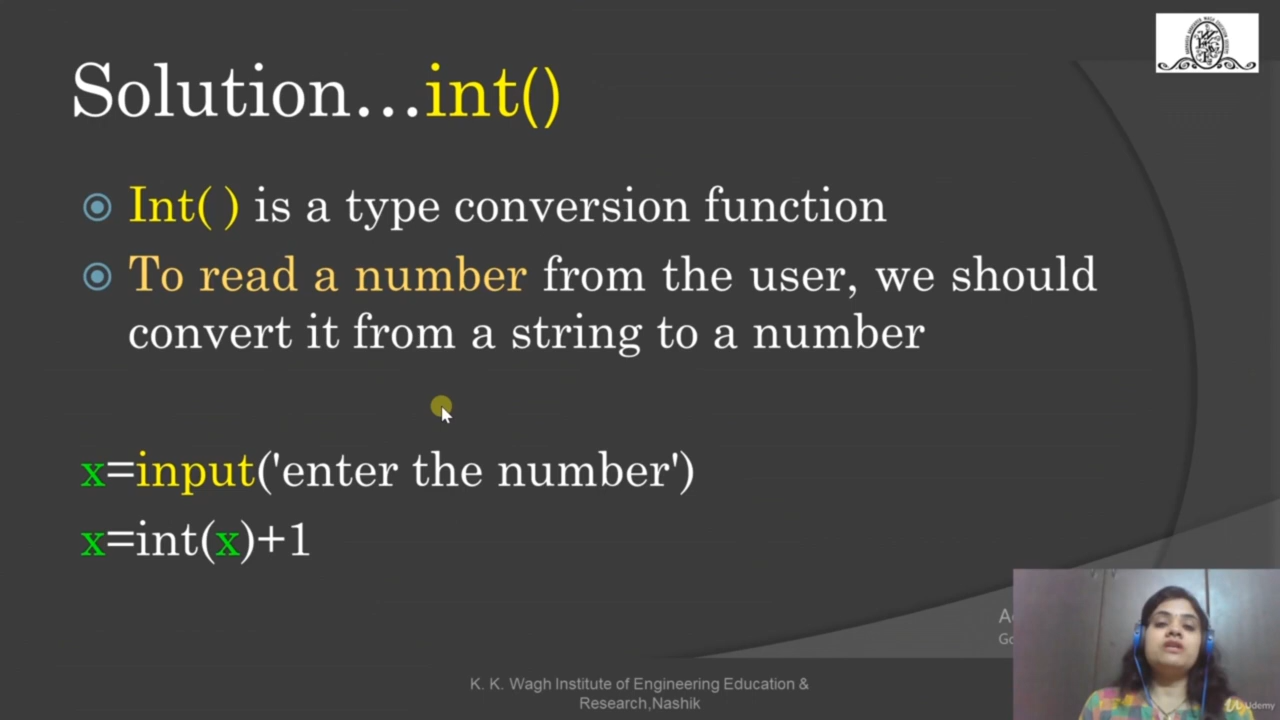 Solution...int()
Int( ) is a type conversion function
To read a number from the user, we should
convert it from a string to a number
x=input('enter the number')
x=int(x)+1
K. K. Wagh Institute of Engineering Education &
Research,Nashik
Udemy